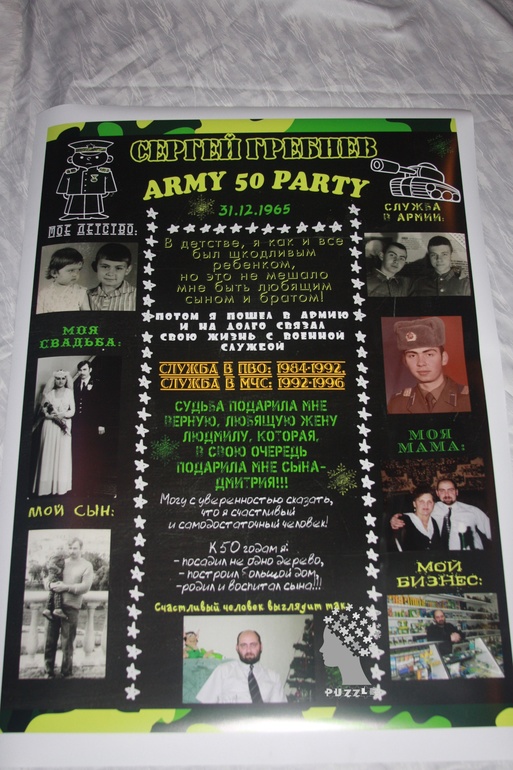 СЕРГЕЙ ГРЕБНЕВ
ARMY 50 PARTY
31.12.1965
МОЕ ДЕТСТВО:
МОЯ
СВАДЬБА:
МОЙ СЫН:
В детстве, я как и все
был шкодливым
ребенком,
но это не мешало
мне быть любящим
сыном и братом!
ПОТОМ Я ПОШЕЛ В АРМИЮ
И НА ДОЛГО СВЯЗАЛ
СВОЮ ЖИЗНЬ С ВОЕННОЙ
СЛУЖБОЙ
СЛУЖБА В ПВО: 1984-1992,
СЛУЖБА В МЧС: 1992-1996
СУДЬБА ПОДАРИЛА МНЕ
ВЕРНУЮ, ЛЮБЯЩУЮ ЖЕНУ
ЛЮДМИЛУ, КОТОРАЯ,
В СВОЮ ОЧЕРЕДЬ
ПОДАРИЛА МНЕ СЫНА-
ДМИТРИЯ!!!
Могу с уверенностью сказать,
что я счастливый
и самодостаточный человек!
К 50 годам я:
- посадил не одно дерево,
- построил большой дом,
-родил и воспитал сына!!!
Счастливый человек выглядит так:
PUZZLE
СЛУЖБА
В АРМИИ:
МОЯ
МАМА:
МОЙ
БИЗНЕС: